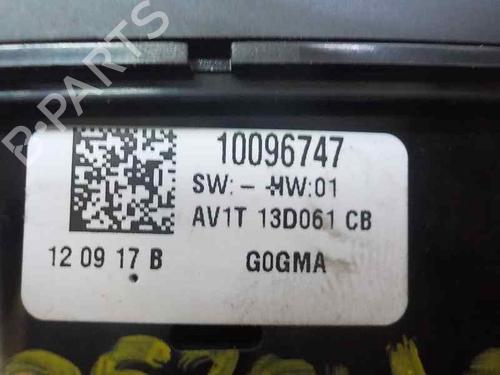 B-PARTS
10096747
SW:- HW:01
AV1T 13D061 CB
12 09 17 B G0GMA